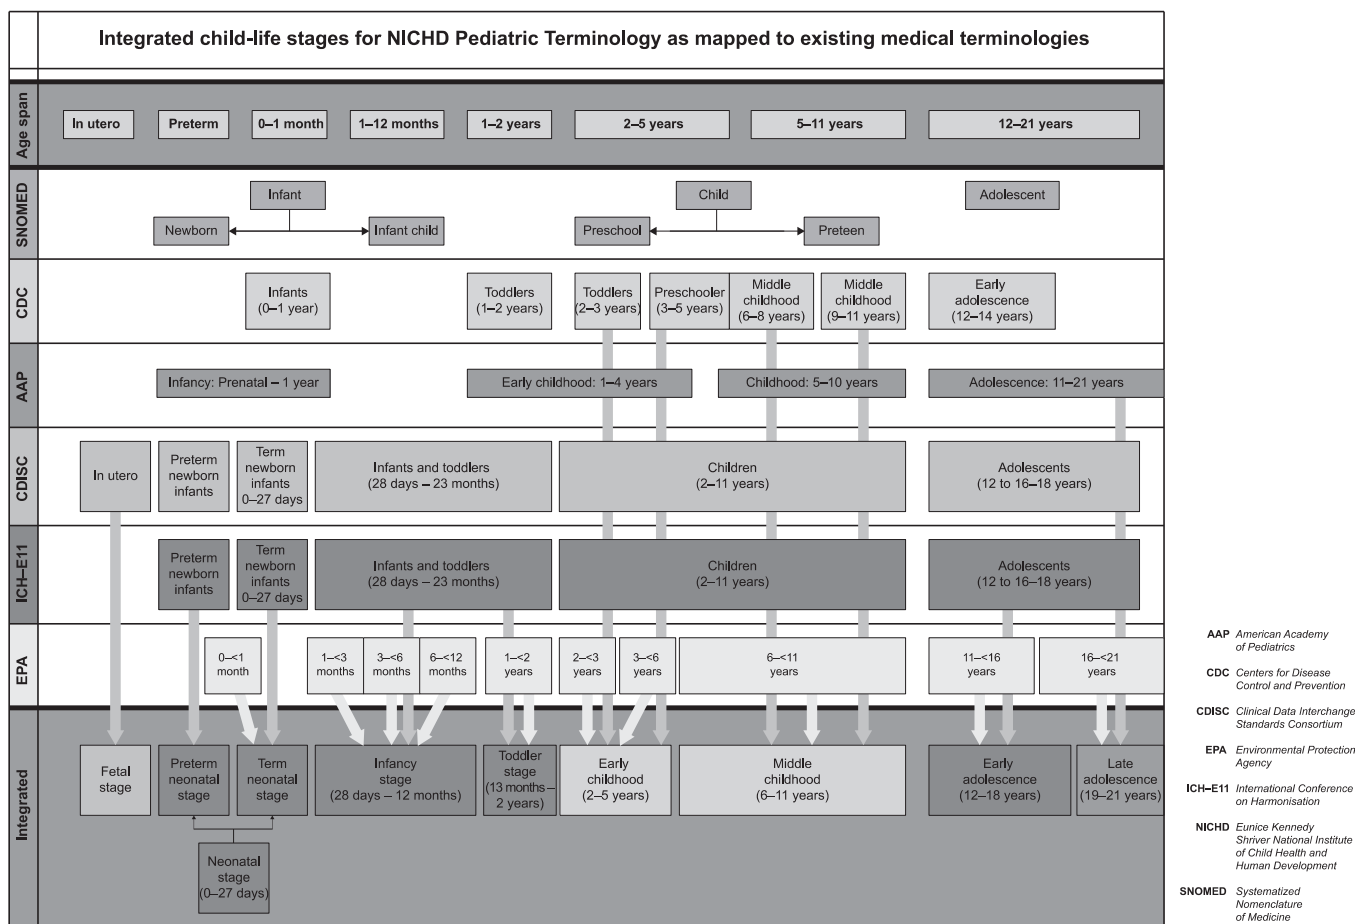 Integrated child-life stages for NICHD Pediatric Terminology as mapped to existing medical terminologies
Age span
In utero
Preterm
0–1 month
1–12 months
1–2 years
2–5 years
5–11 years
12–21 years
SNOMED
Infant
Newborn
Infant child
Child
Preschool
Preteen
Adolescent
CDC
Infants
(0–1 year)
Toddlers
(1–2 years)
Toddlers
(2–3 years)
Preschooler
(3–5 years)
Middle
childhood
(6–8 years)
Middle
childhood
(9–11 years)
Early
adolescence
(12–14 years)
AAP
Infancy: Prenatal – 1 year
Early childhood: 1–4 years
Childhood: 5–10 years
Adolescence: 11–21 years
CDISC
In utero
Preterm
newborn
infants
Term
newborn
infants
0–27 days
Infants and toddlers
(28 days – 23 months)
Children
(2–11 years)
Adolescents
(12 to 16–18 years)
ICH–E11
Preterm
newborn
infants
Term
newborn
infants
0–27 days
Infants and toddlers
(28 days – 23 months)
Children
(2–11 years)
Adolescents
(12 to 16–18 years)
EPA
0–<1
month
1–<3
months
3–<6
months
6–<12
months
1–<2
years
2–<3
years
3–<6
years
6–<11
years
11–<16
years
16–<21
years
Integrated
Fetal
stage
Preterm
neonatal
stage
Term
neonatal
stage
Infancy
stage
(28 days – 12 months)
Toddler
stage
(13 months–
2 years)
Early
childhood
(2–5 years)
Middle
childhood
(6–11 years)
Early
adolescence
(12–18 years)
Late
adolescence
(19–21 years)
Neonatal
stage
(0–27 days)
AAP American Academy
of Pediatrics
CDC Centers for Disease
Control and Prevention
CDISC Clinical Data Interchange
Standards Consortium
EPA Environmental Protection
Agency
ICH–E11 International Conference
on Harmonisation
NICHD Eunice Kennedy
Shriver National Institute
of Child Health and
Human Development
SNOMED Systematized
Nomenclature
of Medicine